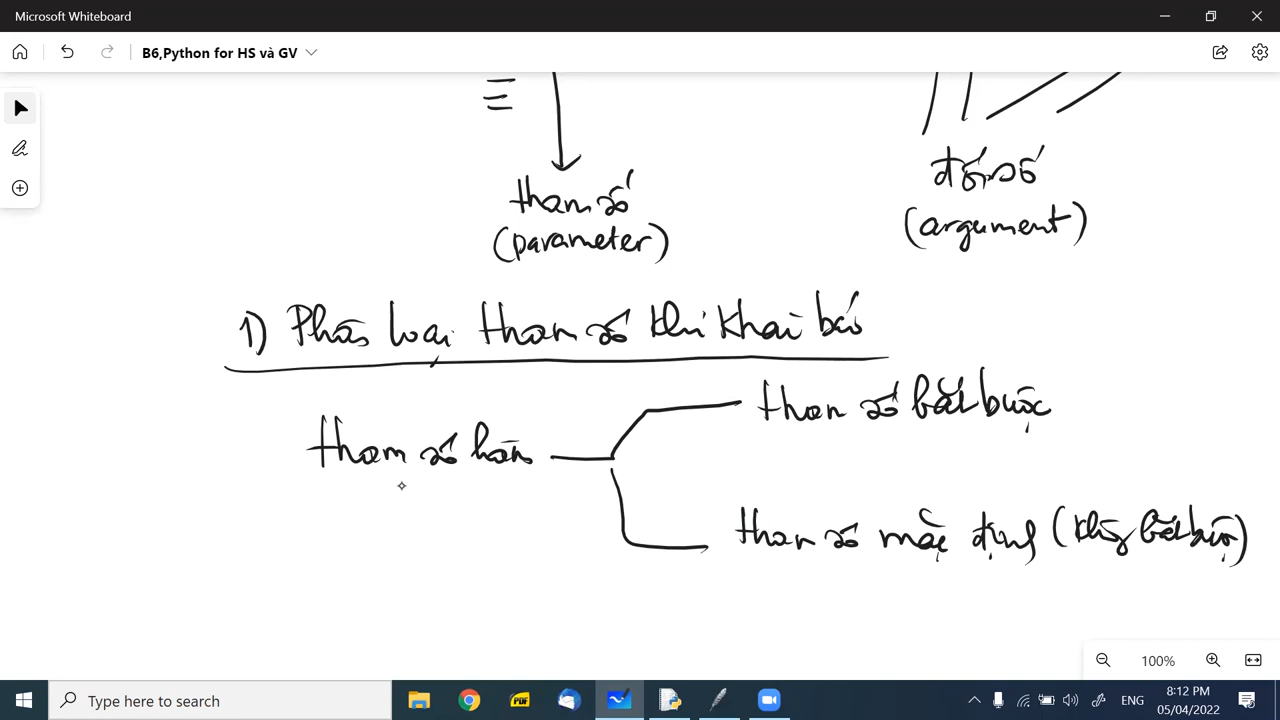 Microsoft Whiteboard
B6,Python for HS và GV
tham số
(parameter)
đối số
(argument)
1) Phân loại tham số khi khai báo
tham số bắt buộc
tham số hàm
tham số mặc định (không bắt buộc)
100%
Type here to search
PDF
ENG
8:12 PM
05/04/2022